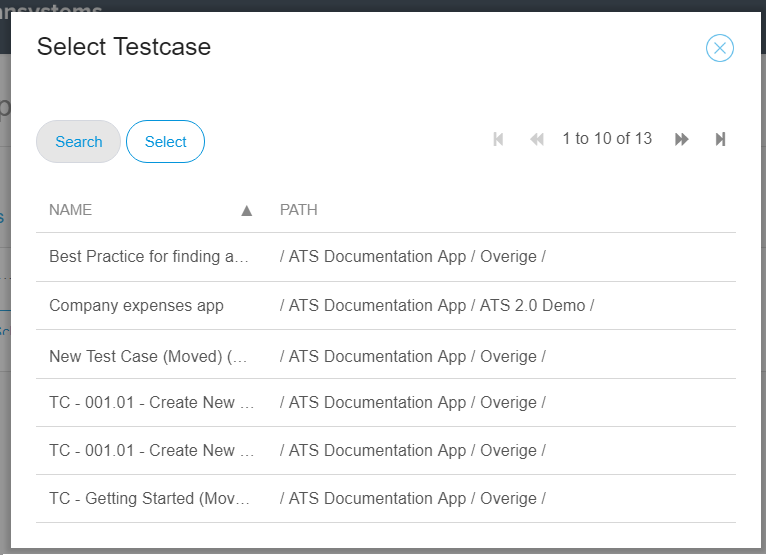 Select Testcase
Search Select 1 to 10 of 13
NAME ▲ PATH
Best Practice for finding a... / ATS Documentation App / Overige /
Company expenses app / ATS Documentation App / ATS 2.0 Demo /
New Test Case (Moved) (... / ATS Documentation App / Overige /
TC - 001.01 - Create New ... / ATS Documentation App / Overige /
TC - 001.01 - Create New ... / ATS Documentation App / Overige /
TC - Getting Started (Mov... / ATS Documentation App / Overige /